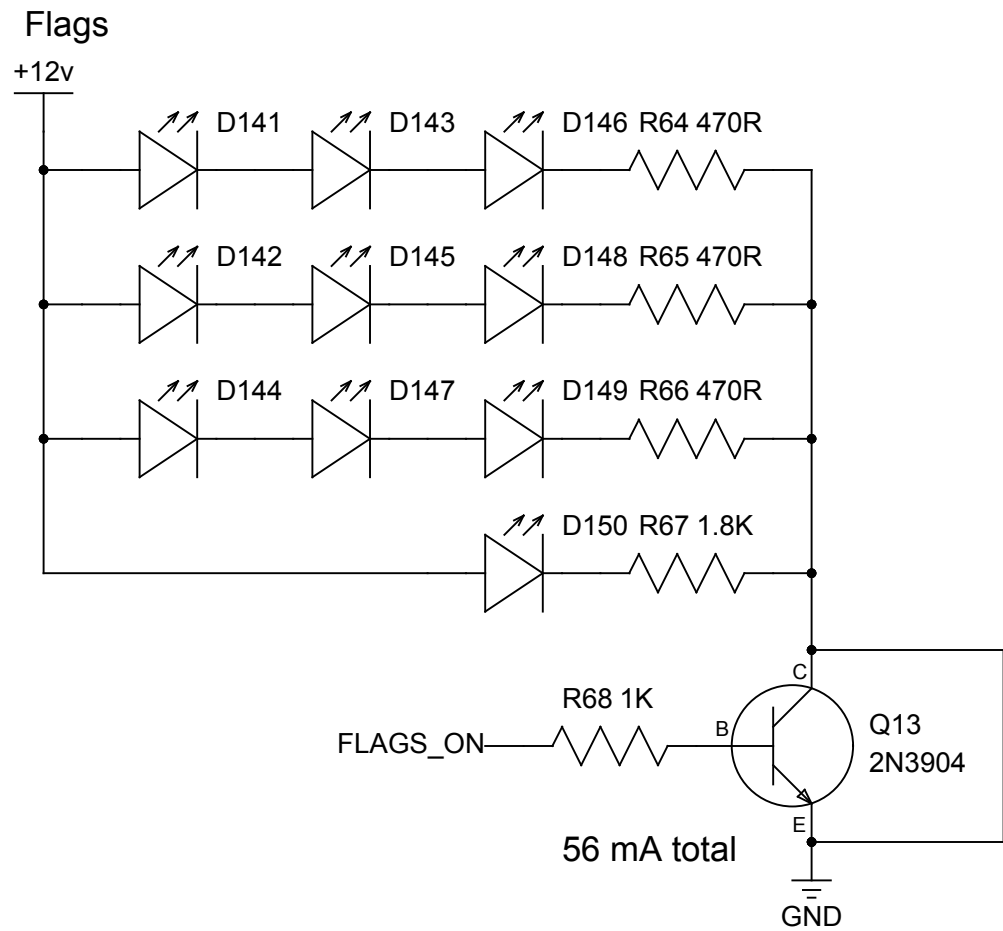 Flags
+12v
D141 D143 D146 R64 470R
D142 D145 D148 R65 470R
D144 D147 D149 R66 470R
D150 R67 1.8K
C
R68 1K
B
Q13
FLAGS_ON
2N3904
E
56 mA total
GND